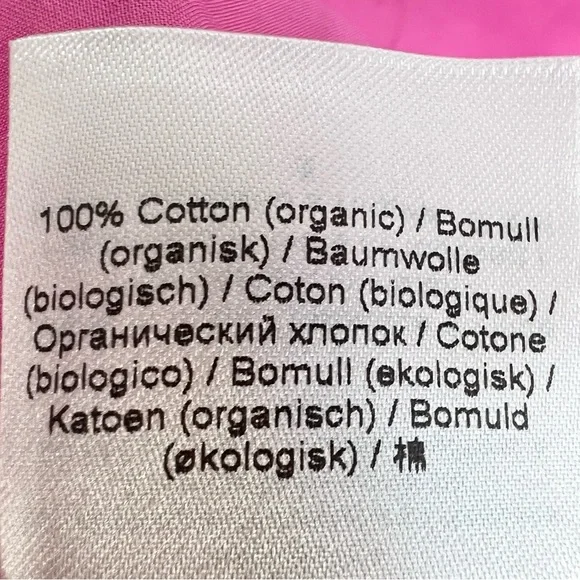 100% Cotton (organic) / Bomull
(organisk) / Baumwolle
(biologisch) / Coton (biologique) /
Органический хлопок / Cotone
(biologico) / Bomull (ekologisk) /
Katoen (organisch) / Bomuld
(økologisk) / 棉